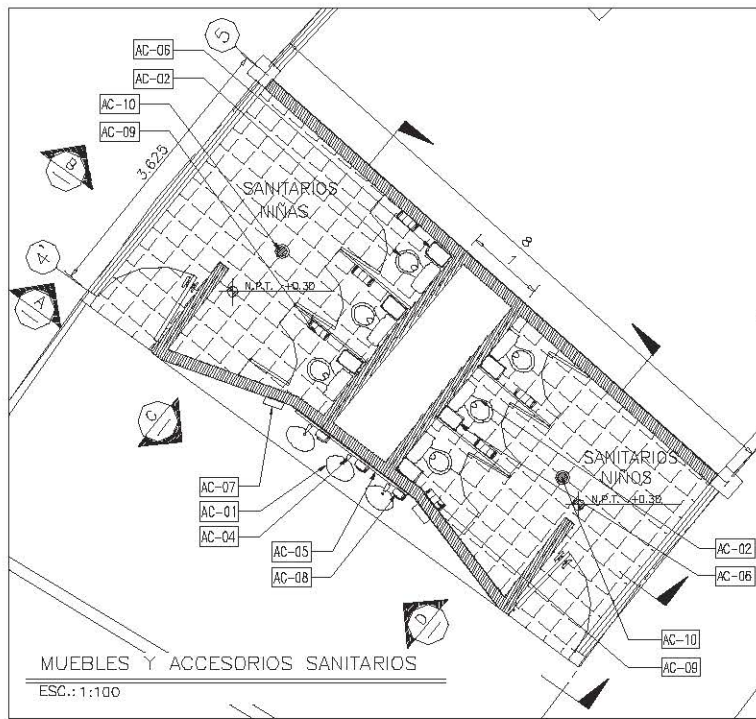 AC-06
AC-02
AC-10
AC-09
5
3.625
B
4'
A
SANITARIOS
NIÑAS
N.P.T. +0.30
8
1
C
SANITARIOS
NIÑOS
N.P.T. +0.30
AC-07
AC-01
AC-04
AC-05
AC-08
AC-02
AC-06
D
AC-10
AC-09
MUEBLES Y ACCESORIOS SANITARIOS
ESC.: 1:100